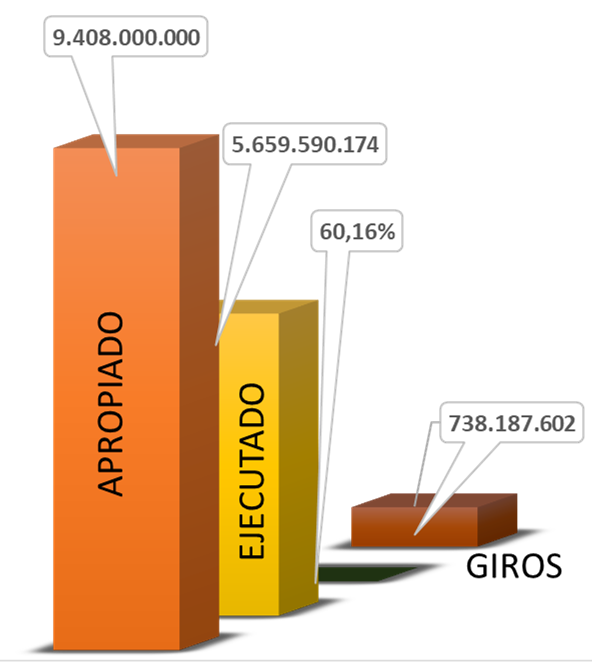 9.408.000.000
5.659.590.174
60,16%
738.187.602
APROPIADO
EJECUTADO
GIROS